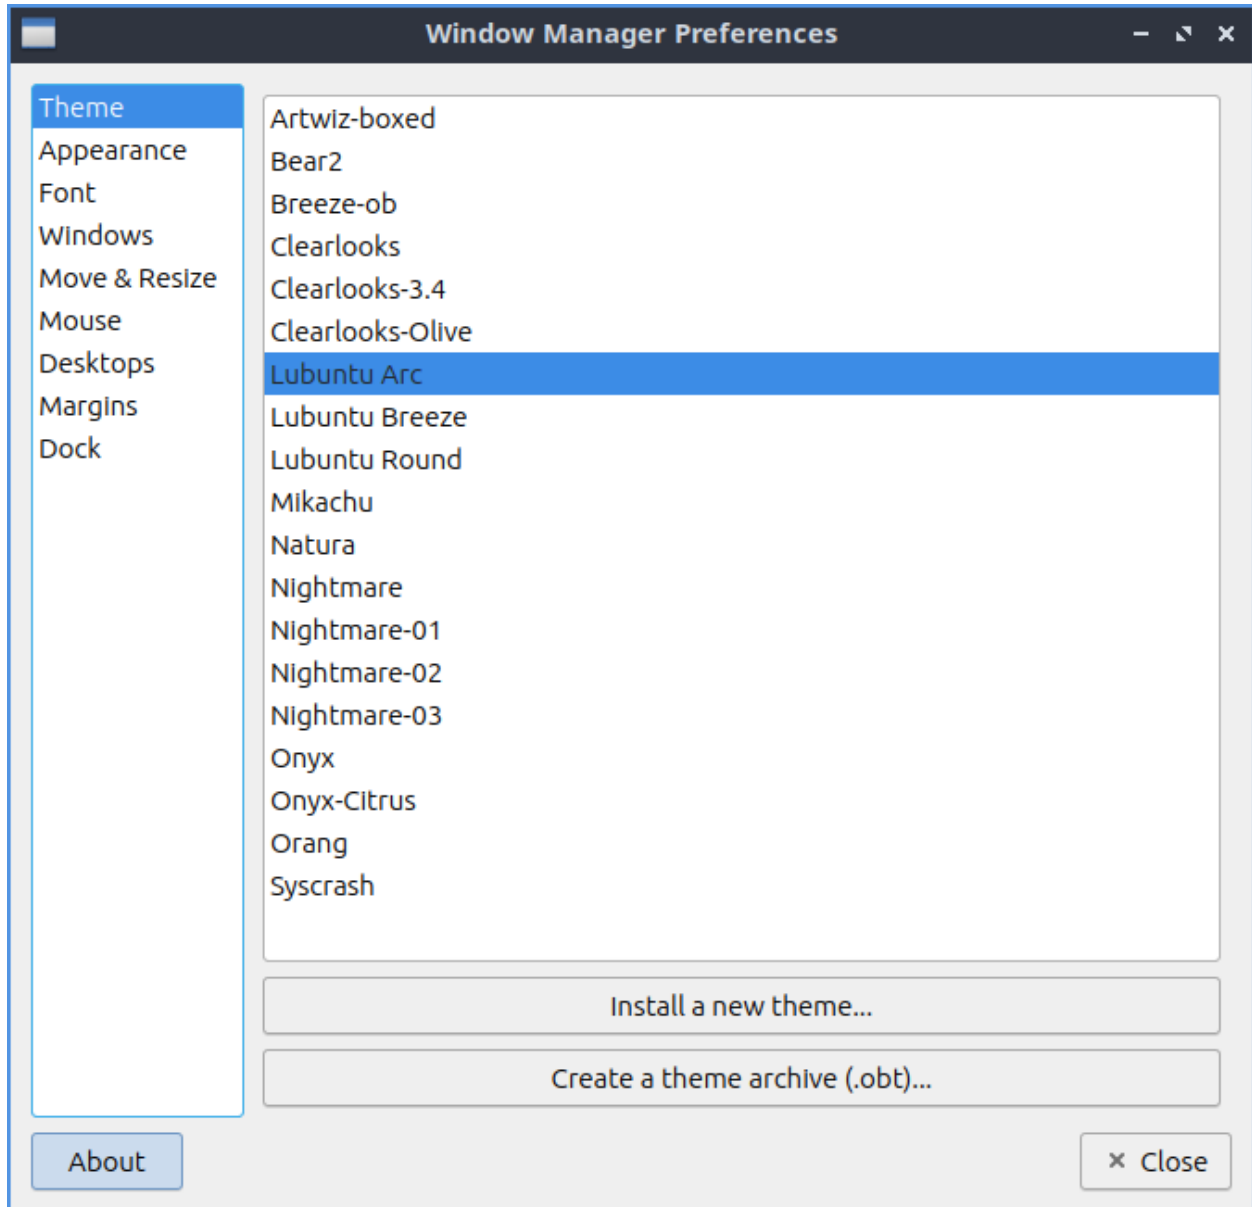 Window Manager Preferences
Theme
Appearance
Font
Windows
Move & Resize
Mouse
Desktops
Margins
Dock
Artwiz-boxed
Bear2
Breeze-ob
Clearlooks
Clearlooks-3.4
Clearlooks-Olive
Lubuntu Arc
Lubuntu Breeze
Lubuntu Round
Mikachu
Natura
Nightmare
Nightmare-01
Nightmare-02
Nightmare-03
Onyx
Onyx-Citrus
Orang
Syscrash
Install a new theme...
Create a theme archive (.obt)...
About
Close